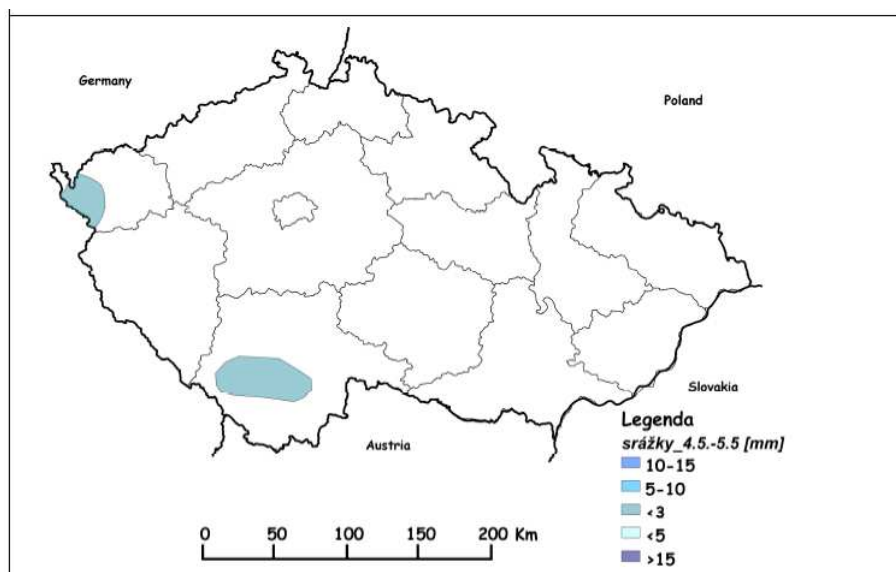 Germany
Poland
Slovakia
Austria
Legenda
srážky_4.5.-5.5 [mm]
10-15
5-10
<3
<5
>15
0 50 100 150 200 Km